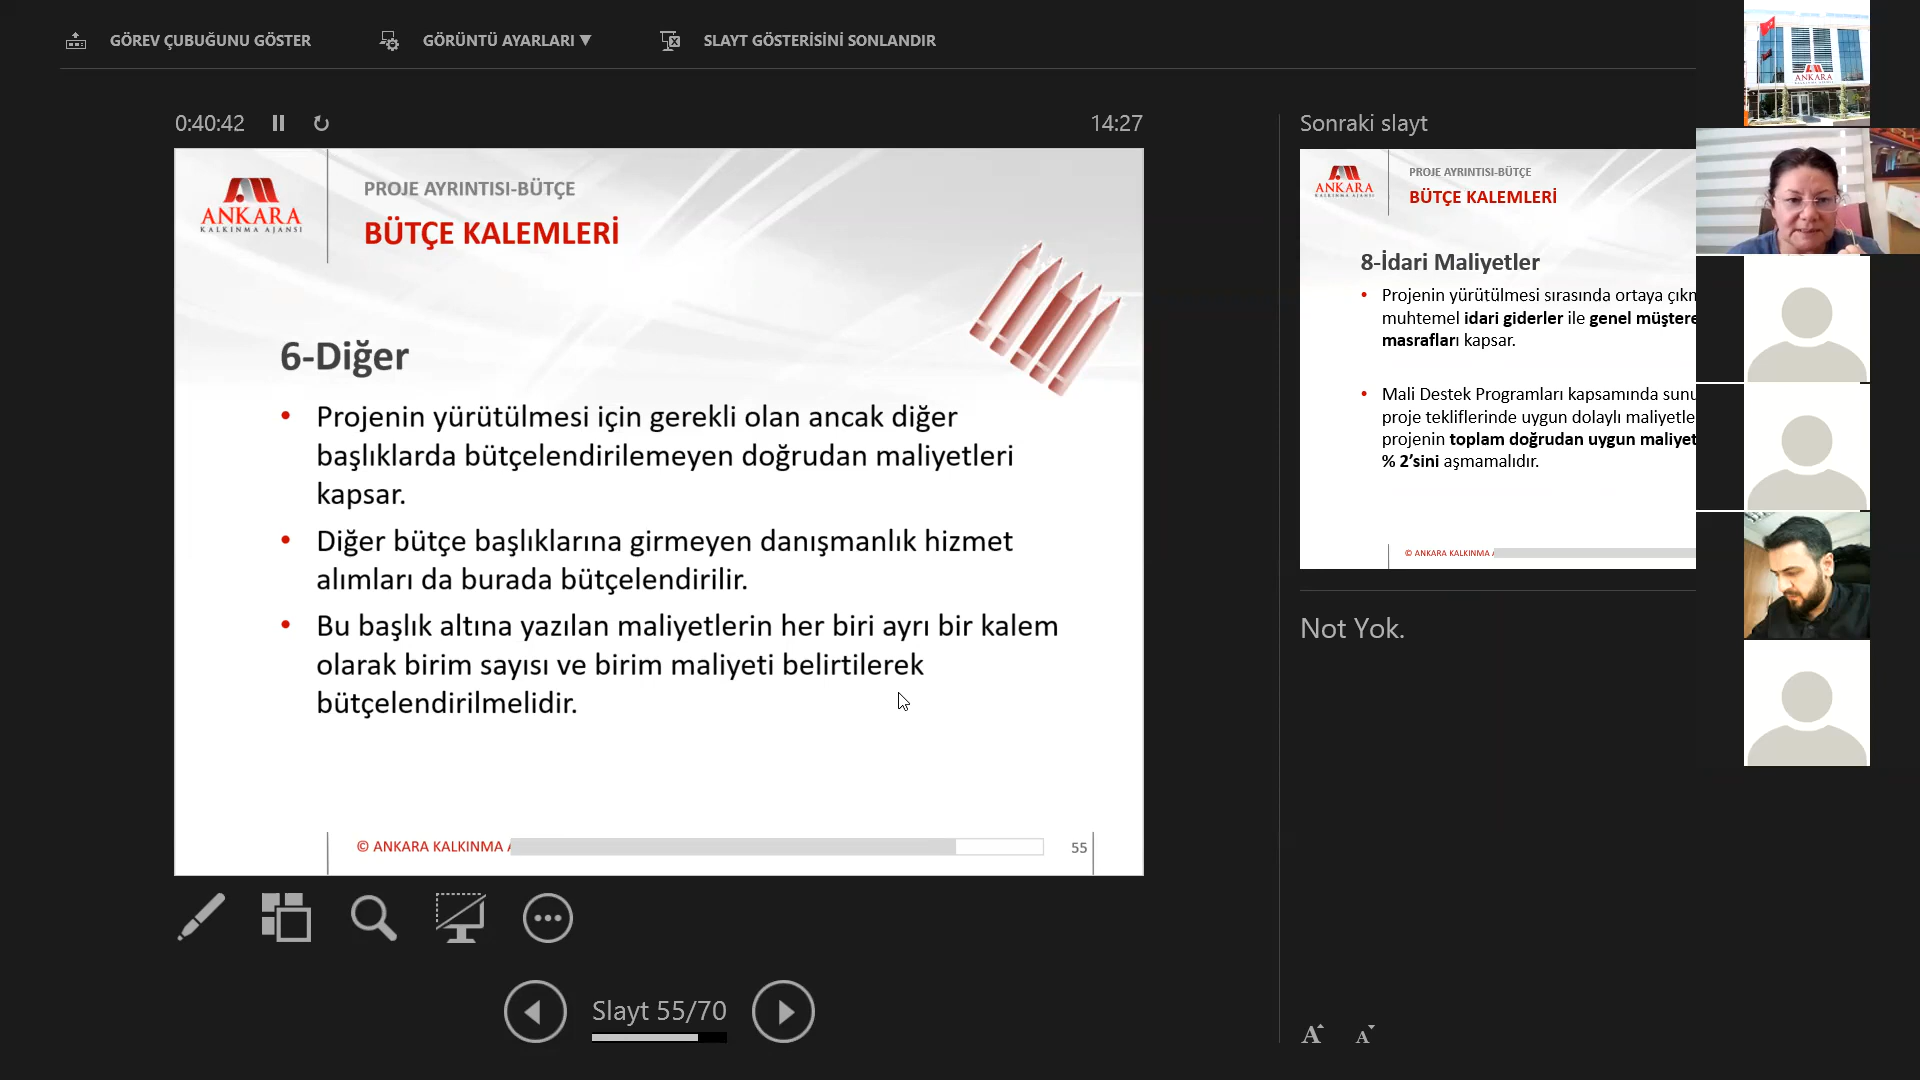 GÖREV ÇUBUĞUNU GÖSTER
GÖRÜNTÜ AYARLARI ▼
SLAYT GÖSTERİSİNİ SONLANDIR
0:40:42
14:27
ANKARA
KALKINMA AJANSI
PROJE AYRINTISI-BÜTÇE
BÜTÇE KALEMLERİ
6-Diğer
• Projenin yürütülmesi için gerekli olan ancak diğer
başlıklarda bütçelendirilemeyen doğrudan maliyetleri
kapsar.
• Diğer bütçe başlıklarına girmeyen danışmanlık hizmet
alımları da burada bütçelendirilir.
• Bu başlık altına yazılan maliyetlerin her biri ayrı bir kalem
olarak birim sayısı ve birim maliyeti belirtilerek
bütçelendirilmelidir.
© ANKARA KALKINMA
55
Slayt 55/70
Sonraki slayt
ANKARA
KALKINMA AJANSI
PROJE AYRINTISI-BÜTÇE
BÜTÇE KALEMLERİ
8-İdari Maliyetler
• Projenin yürütülmesi sırasında ortaya
muhtemel idari giderler ile genel
masrafları kapsar.
• Mali Destek Programları kapsamında
proje tekliflerinde uygun dolaylı
projenin toplam doğrudan uygun
% 2’sini aşmamalıdır.
© ANKARA KALKINMA
Not Yok.
ANKARA